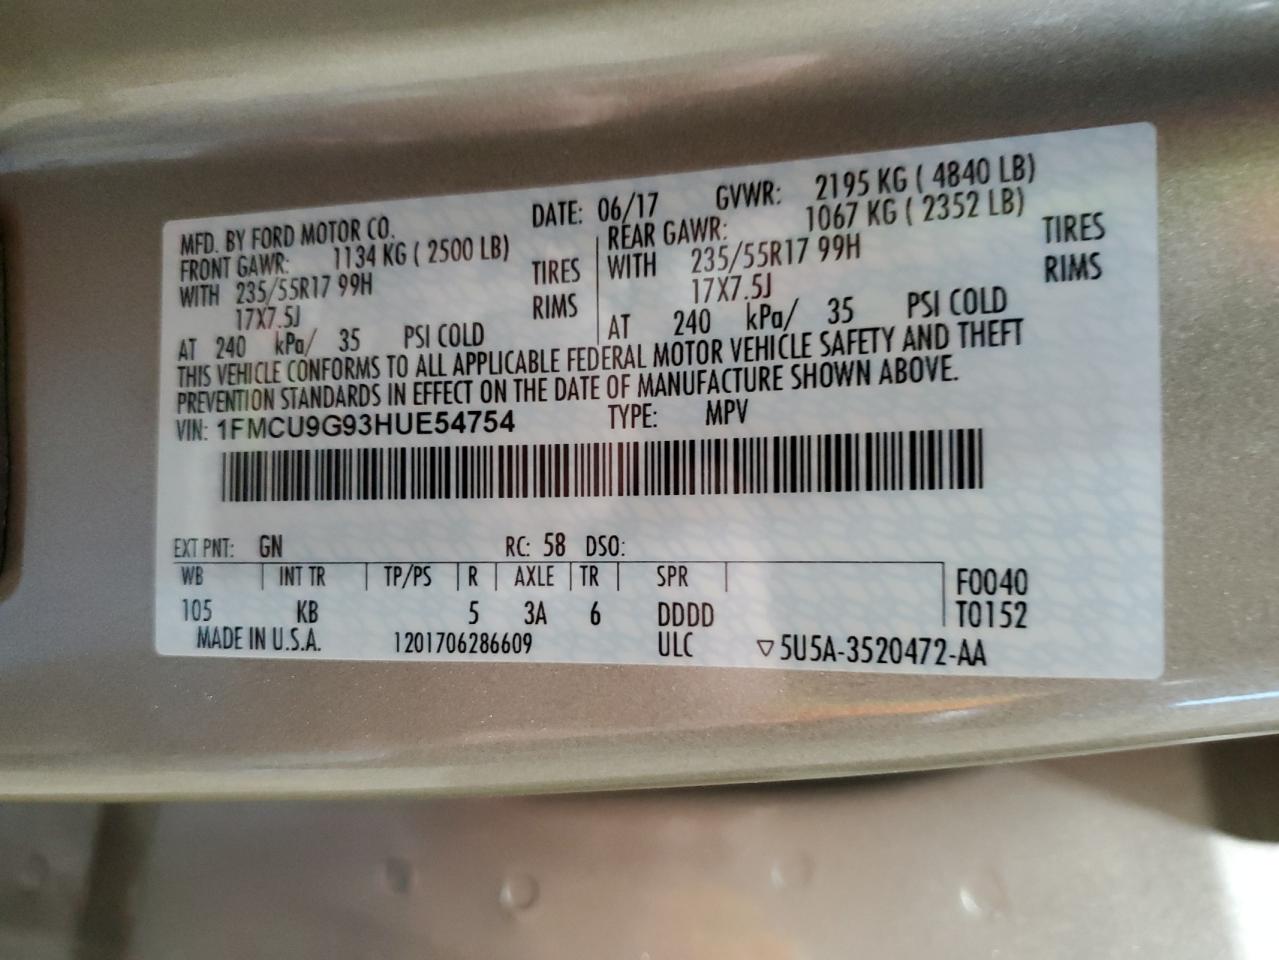 MFD. BY FORD MOTOR CO. DATE: 06/17 GVWR: 2195 KG ( 4840 LB)
FRONT GAWR: 1134 KG ( 2500 LB) REAR GAWR: 1067 KG ( 2352 LB)
WITH 235/55R17 99H TIRES WITH 235/55R17 99H TIRES
17X7.5J RIMS 17X7.5J RIMS
AT 240 kPa/ 35 PSI COLD AT 240 kPa/ 35 PSI COLD
THIS VEHICLE CONFORMS TO ALL APPLICABLE FEDERAL MOTOR VEHICLE SAFETY AND THEFT
PREVENTION STANDARDS IN EFFECT ON THE DATE OF MANUFACTURE SHOWN ABOVE.
VIN: 1FMCU9G93HUE54754 TYPE: MPV
EXT PNT: GN RC: 58 DSO:
WB INT TR TP/PS R AXLE TR SPR F0040
105 KB 5 3A 6 DDDD T0152
MADE IN U.S.A. 1201706286609 ULC ▽5U5A-3520472-AA